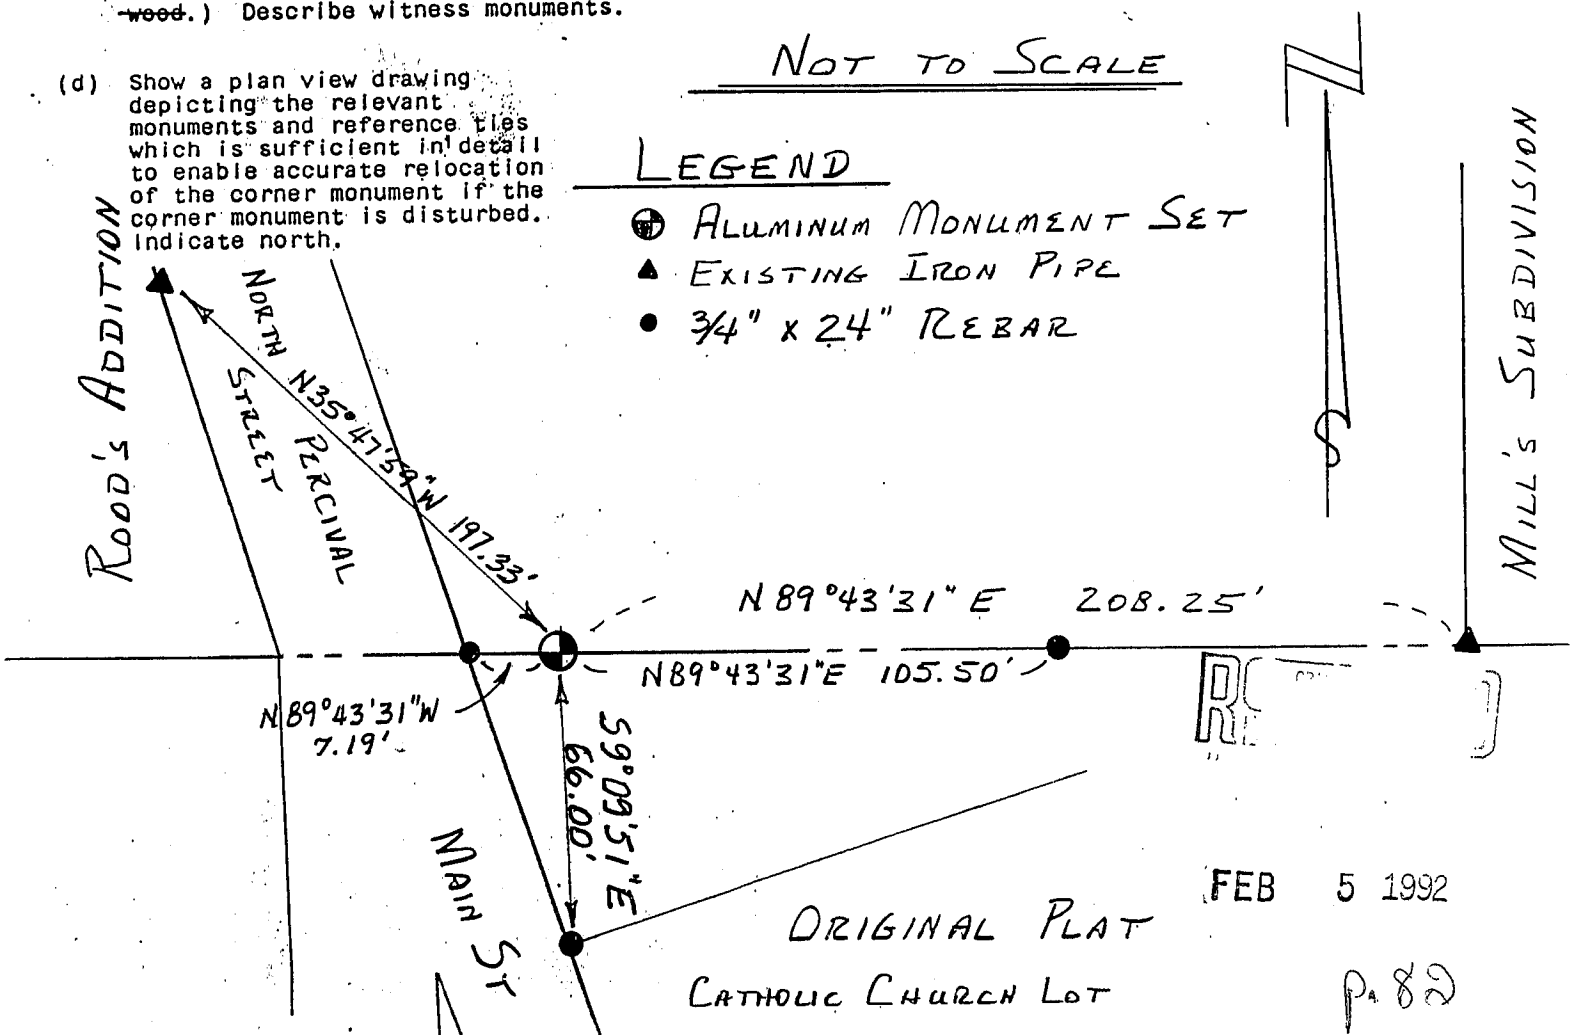 wood.) Describe witness monuments.
(d) Show a plan view drawing
depicting the relevant
monuments and reference ties
which is sufficient in detail
to enable accurate relocation
of the corner monument if the
corner monument is disturbed.
Indicate north.
NOT TO SCALE
LEGEND
ALUMINUM MONUMENT SET
EXISTING IRON PIPE
3/4" x 24" REBAR
ROOD'S ADDITION
NORTH PERCIVAL
STREET
N35°47'59"W 197.33'
MILL'S SUBDIVISION
N 89°43'31" E 208.25'
N89°43'31"E 105.50'
N89°43'31"W
7.19'
S9°09'51"E
66.00'
MAIN ST
ORIGINAL PLAT
CATHOLIC CHURCH LOT
FEB 5 1992
p. 82